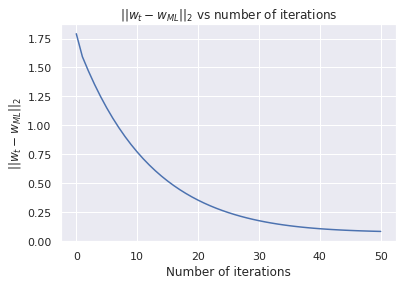 ||w_t − w_{ML}||_2 vs number of iterations
||w_t − w_{ML}||_2
1.75
1.50
1.25
1.00
0.75
0.50
0.25
0.00
0 10 20 30 40 50
Number of iterations